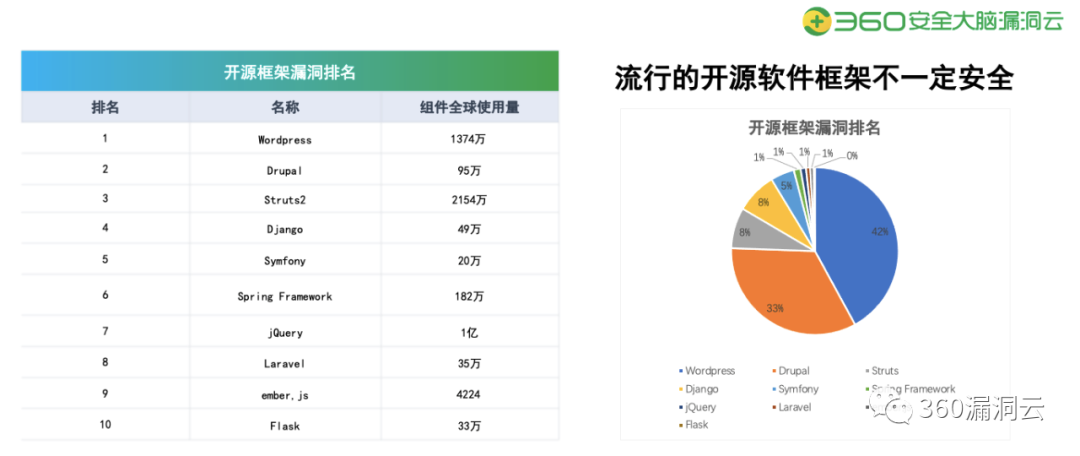 360安全大脑漏洞云
开源框架漏洞排名
排名 名称 组件全球使用量
1 Wordpress 1374万
2 Drupal 95万
3 Struts2 2154万
4 Django 49万
5 Symfony 20万
6 Spring Framework 182万
7 jQuery 1亿
8 Laravel 35万
9 ember.js 4224
10 Flask 33万
流行的开源软件框架不一定安全
开源框架漏洞排名
1% 1% 1% 1% 0%
5%
8%
8%
42%
33%
Wordpress Drupal Struts
Django Symfony Spring Framework
jQuery Laravel
Flask
360漏洞云